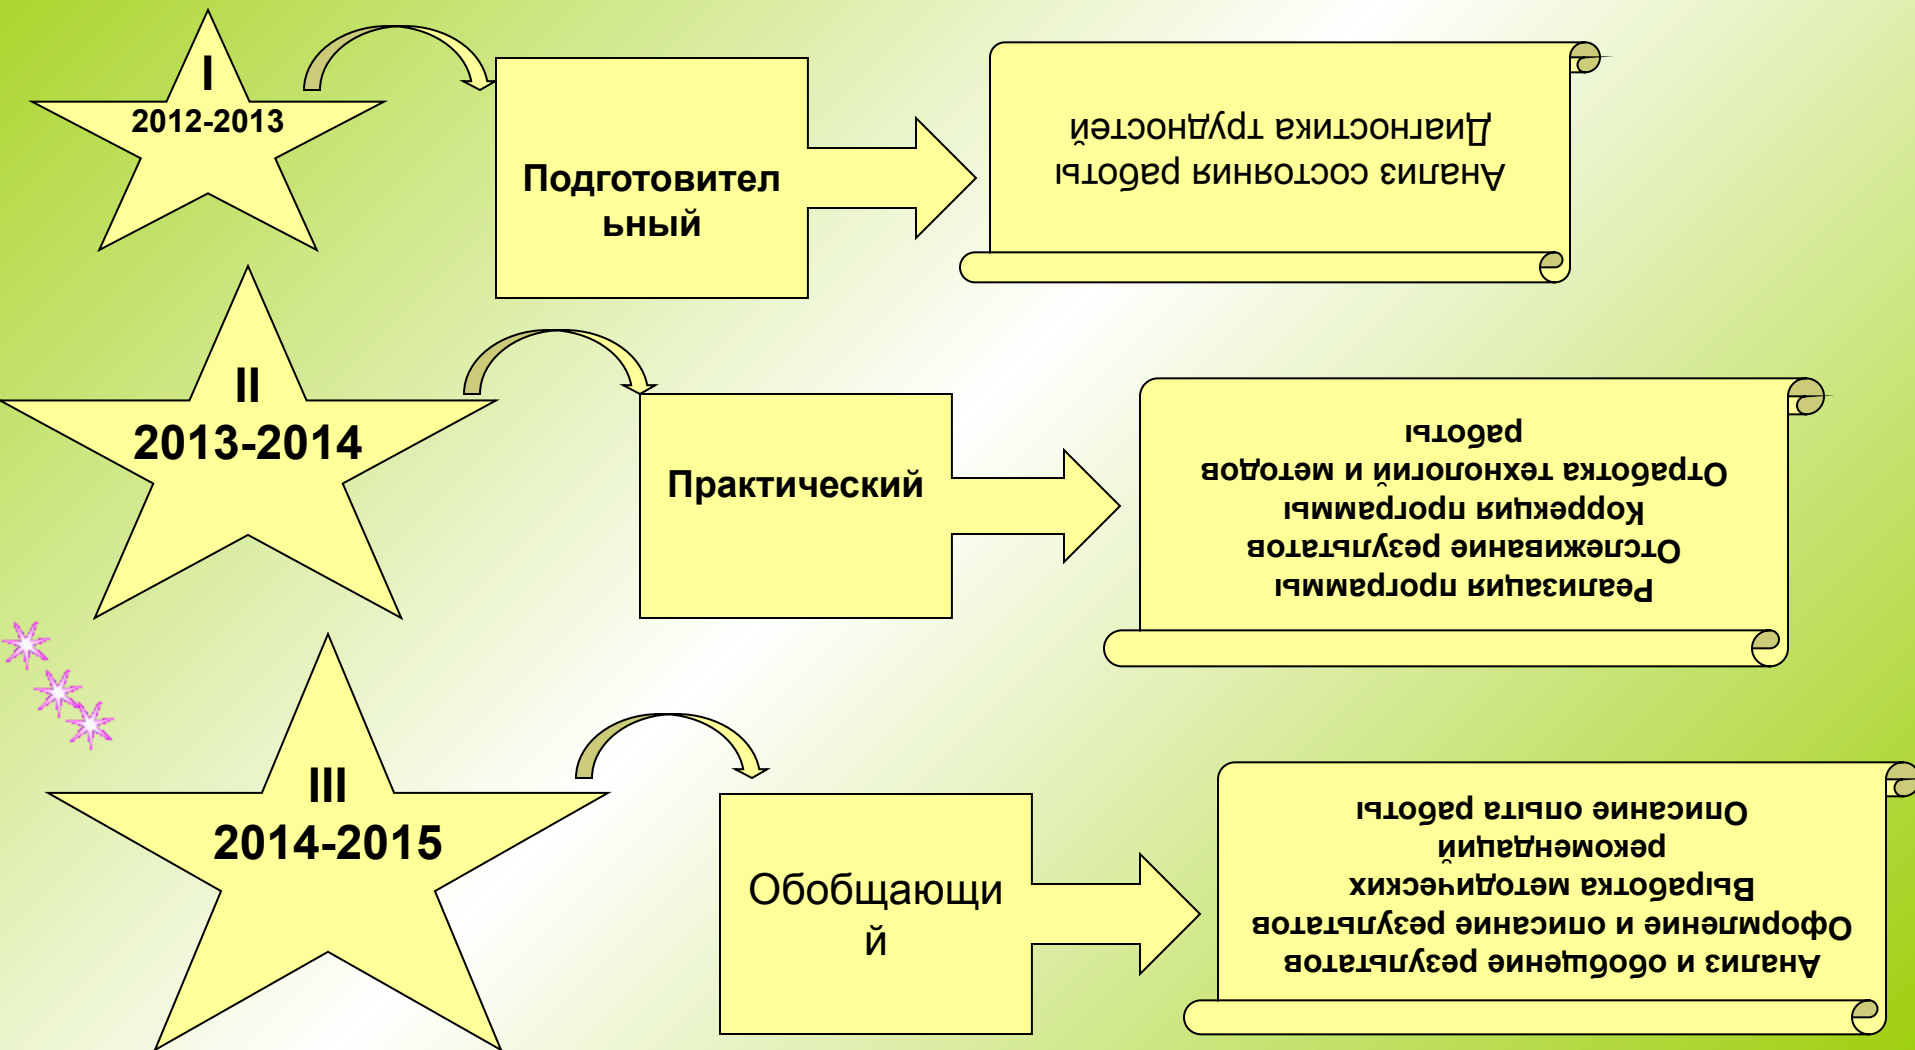 I
2012-2013
Подготовител
ьный
Анализ состояния работы
Диагностика трудностей
II
2013-2014
Практический
Реализация программы
Отслеживание результатов
Коррекция программы
Отработка технологий и методов
работы
III
2014-2015
Обобщающи
й
Анализ и обобщение результатов
Оформление и описание результатов
Выработка методических
рекомендаций
Описание опыта работы